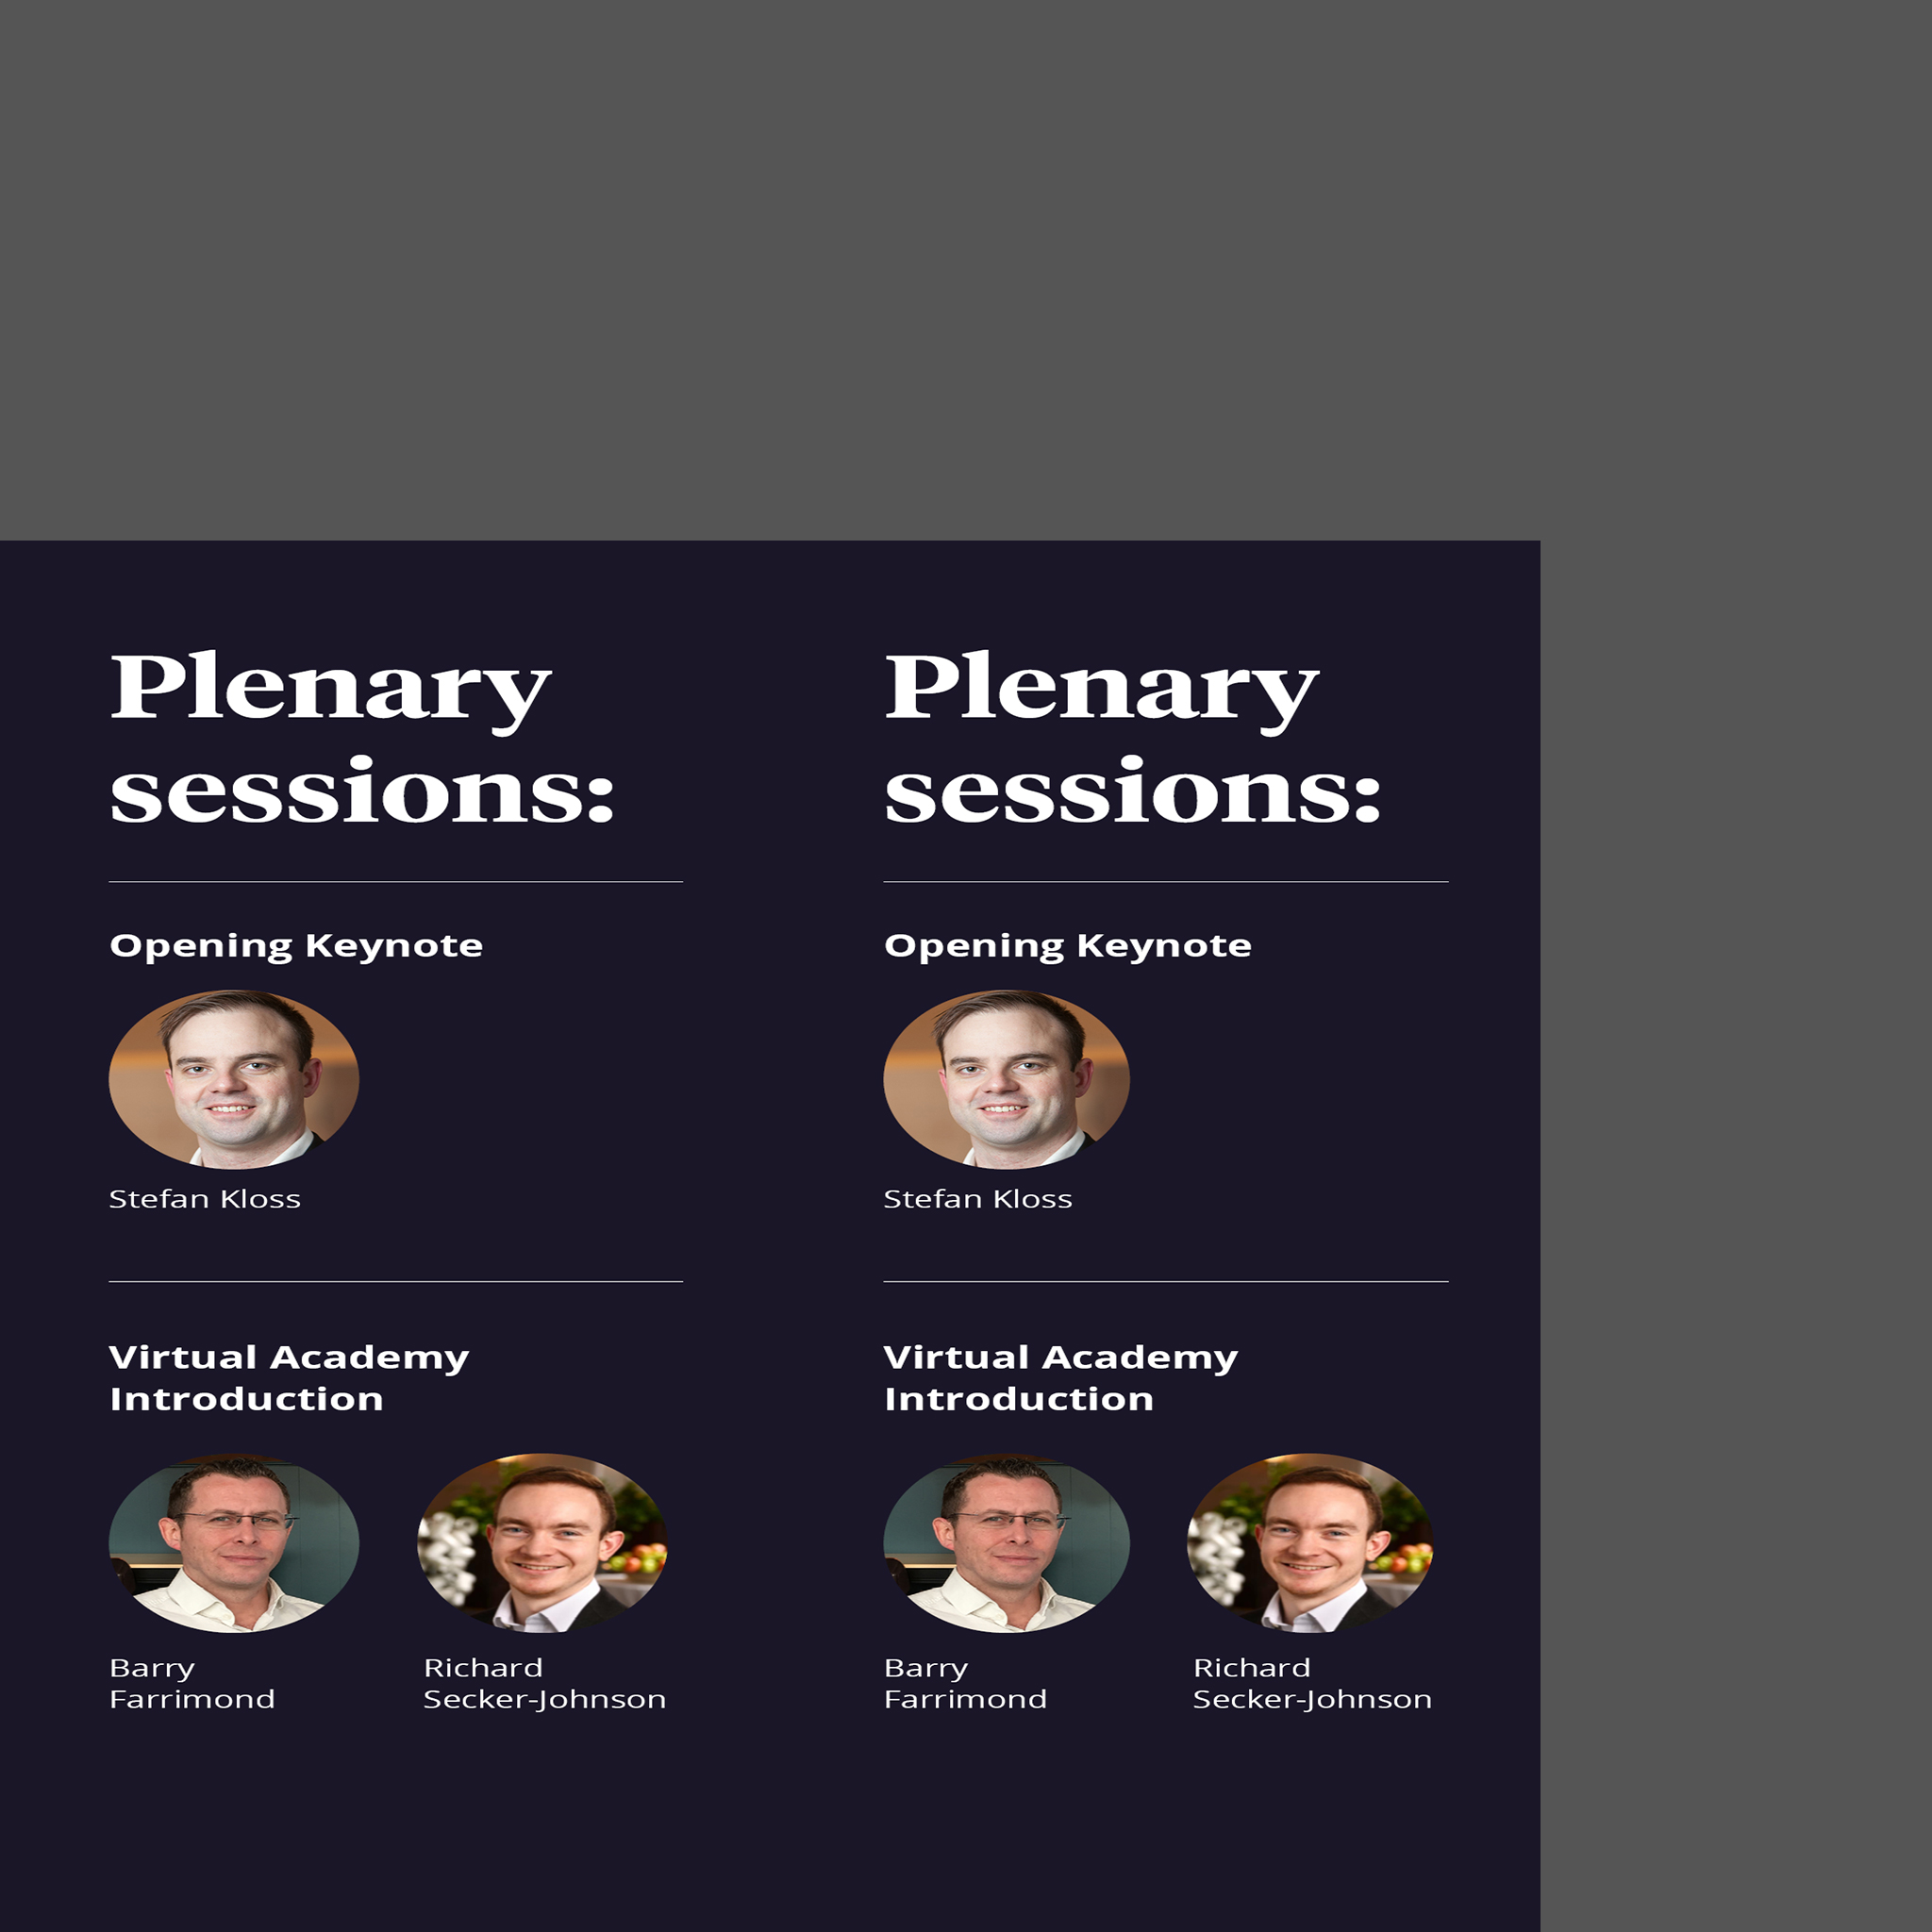 Plenary
sessions:
Opening Keynote
Stefan Kloss
Virtual Academy
Introduction
Barry
Farrimond
Richard
Secker-Johnson
Plenary
sessions:
Opening Keynote
Stefan Kloss
Virtual Academy
Introduction
Barry
Farrimond
Richard
Secker-Johnson